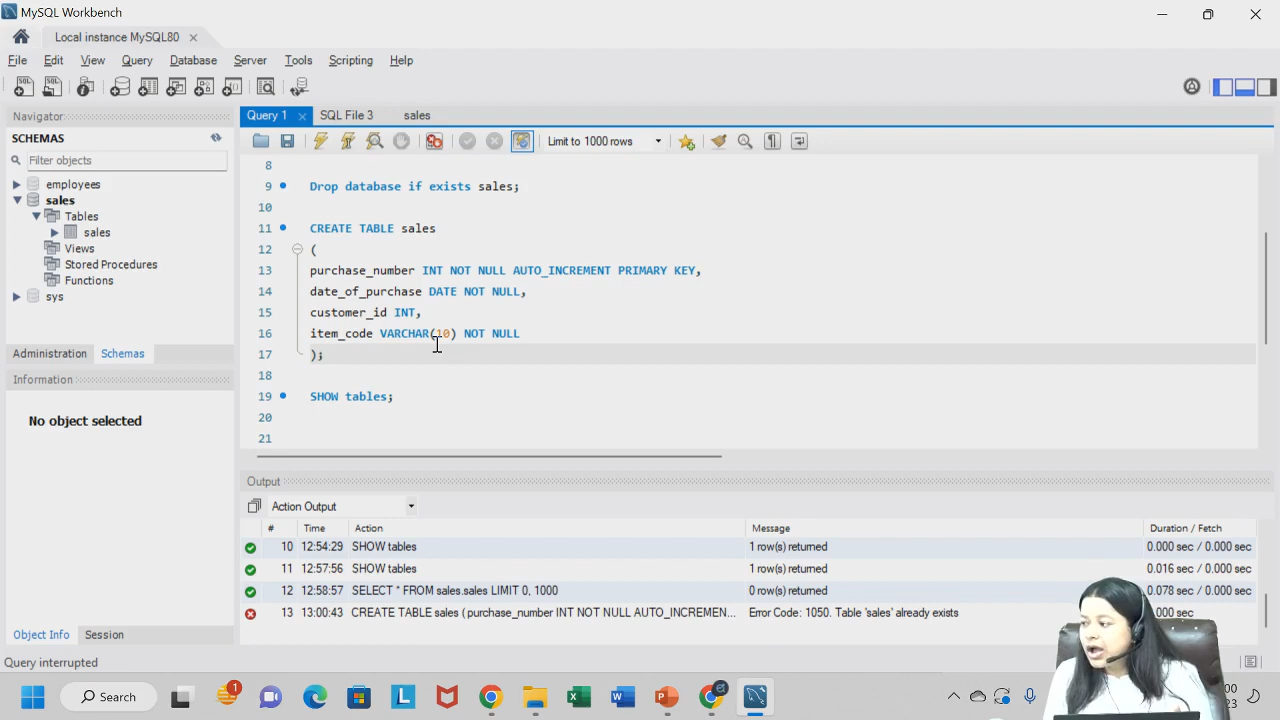 MySQL Workbench
Local instance MySQL80
File Edit View Query Database Server Tools Scripting Help
Navigator
SCHEMAS
Filter objects
employees
sales
Tables
sales
Views
Stored Procedures
Functions
sys
Administration Schemas
Information
No object selected
Object Info Session
Query interrupted
Query 1 SQL File 3 sales
Limit to 1000 rows
8
9 Drop database if exists sales;
10
11 CREATE TABLE sales
12 (
13 purchase_number INT NOT NULL AUTO_INCREMENT PRIMARY KEY,
14 date_of_purchase DATE NOT NULL,
15 customer_id INT,
16 item_code VARCHAR(10) NOT NULL
17 );
18
19 SHOW tables;
20
21
Output
Action Output
# Time Action Message Duration / Fetch
10 12:54:29 SHOW tables 1 row(s) returned 0.000 sec / 0.000 sec
11 12:57:56 SHOW tables 1 row(s) returned 0.016 sec / 0.000 sec
12 12:58:57 SELECT * FROM sales.sales LIMIT 0, 1000 0 row(s) returned 0.078 sec / 0.000 sec
13 13:00:43 CREATE TABLE sales ( purchase_number INT NOT NULL AUTO_INCREMEN... Error Code: 1050. Table 'sales' already exists .000 sec
Search
1